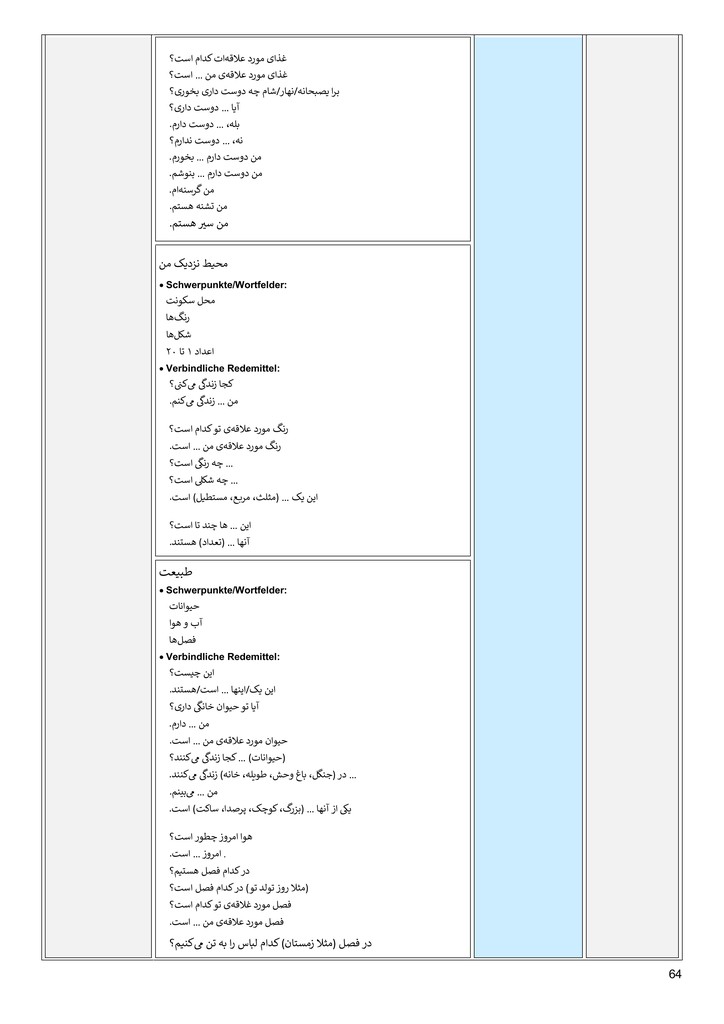 غذای مورد علاقه‌ات کدام است؟
غذای مورد علاقه‌ی من ... است؟
برا یصبحانه/نهار/شام چه دوست داری بخوری؟
آیا ... دوست داری؟
بله، ... دوست دارم.
نه، ... دوست ندارم؟
من دوست دارم ... بخورم.
من دوست دارم ... بنوشم.
من گرسنه‌ام.
من تشنه هستم.
من سیر هستم.
محیط نزدیک من
• Schwerpunkte/Wortfelder:
محل سکونت
رنگ‌ها
شکل‌ها
اعداد ۱ تا ۲۰
• Verbindliche Redemittel:
کجا زندگی می‌کنی؟
من ... زندگی می‌کنم.
رنگ مورد علاقه‌ی تو کدام است؟
رنگ مورد علاقه‌ی من ... است.
... چه رنگی است؟
... چه شکلی است؟
این یک ... (مثلث، مربع، مستطیل) است.
این ... ها چند تا است؟
آنها ... (تعداد) هستند.
طبیعت
• Schwerpunkte/Wortfelder:
حیوانات
آب و هوا
فصل‌ها
• Verbindliche Redemittel:
این چیست؟
این یک/اینها ... است/هستند.
آیا تو حیوان خانگی داری؟
من ... دارم.
حیوان مورد علاقه‌ی من ... است.
(حیوانات) ... کجا زندگی می‌کنند؟
... در (جنگل، باغ وحش، طویله، خانه) زندگی می‌کنند.
من ... می‌بینم.
یکی از آنها ... (بزرگ، کوچک، پرصدا، ساکت) است.
هوا امروز چطور است؟
. امروز ... است.
در کدام فصل هستیم؟
(مثلا روز تولد تو) در کدام فصل است؟
فصل مورد غلاقه‌ی تو کدام است؟
فصل مورد علاقه‌ی من ... است.
در فصل (مثلا زمستان) کدام لباس را به تن می‌کنیم؟
64